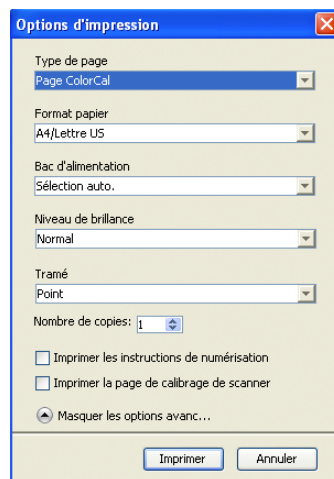 Options d'impression
Type de page
Page ColorCal
Format papier
A4/Lettre US
Bac d'alimentation
Sélection auto.
Niveau de brillance
Normal
Tramé
Point
Nombre de copies: 1
Imprimer les instructions de numérisation
Imprimer la page de calibrage de scanner
Masquer les options avanc...
Imprimer Annuler